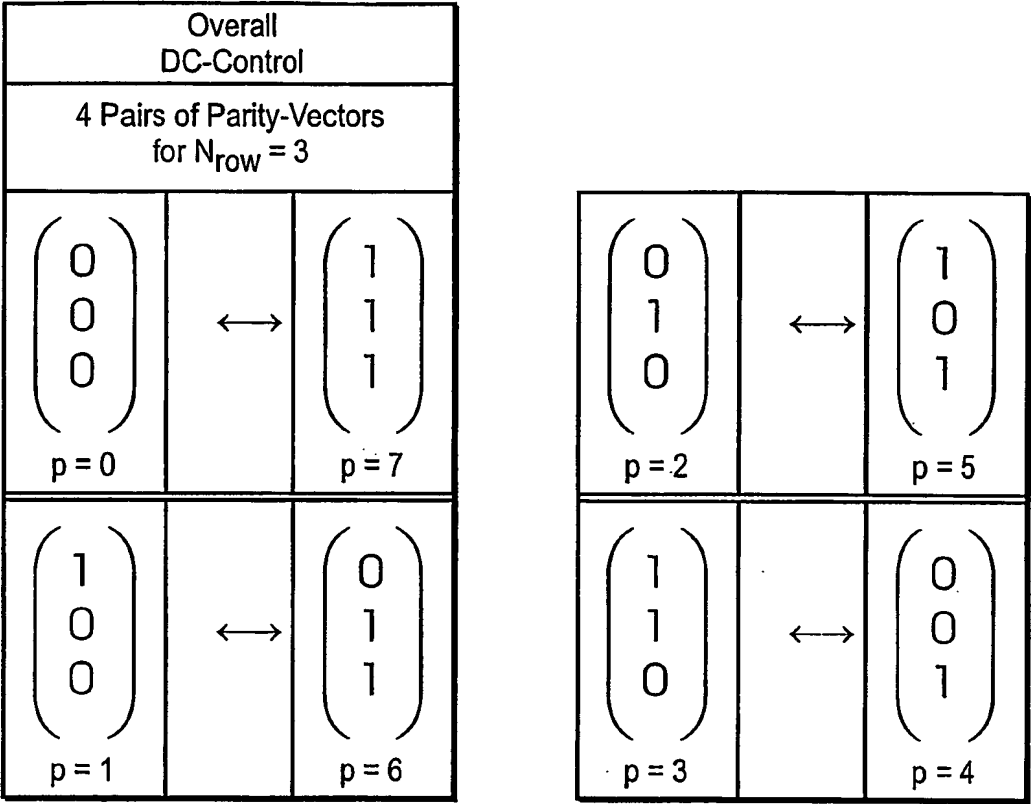 Overall
DC-Control
4 Pairs of Parity-Vectors
for Nrow = 3
0 1
0 ↔ 1
0 1
p = 0 p = 7
1 0
0 ↔ 1
0 1
p = 1 p = 6
0 1
1 ↔ 0
0 1
p = 2 p = 5
1 0
1 ↔ 0
0 1
p = 3 p = 4